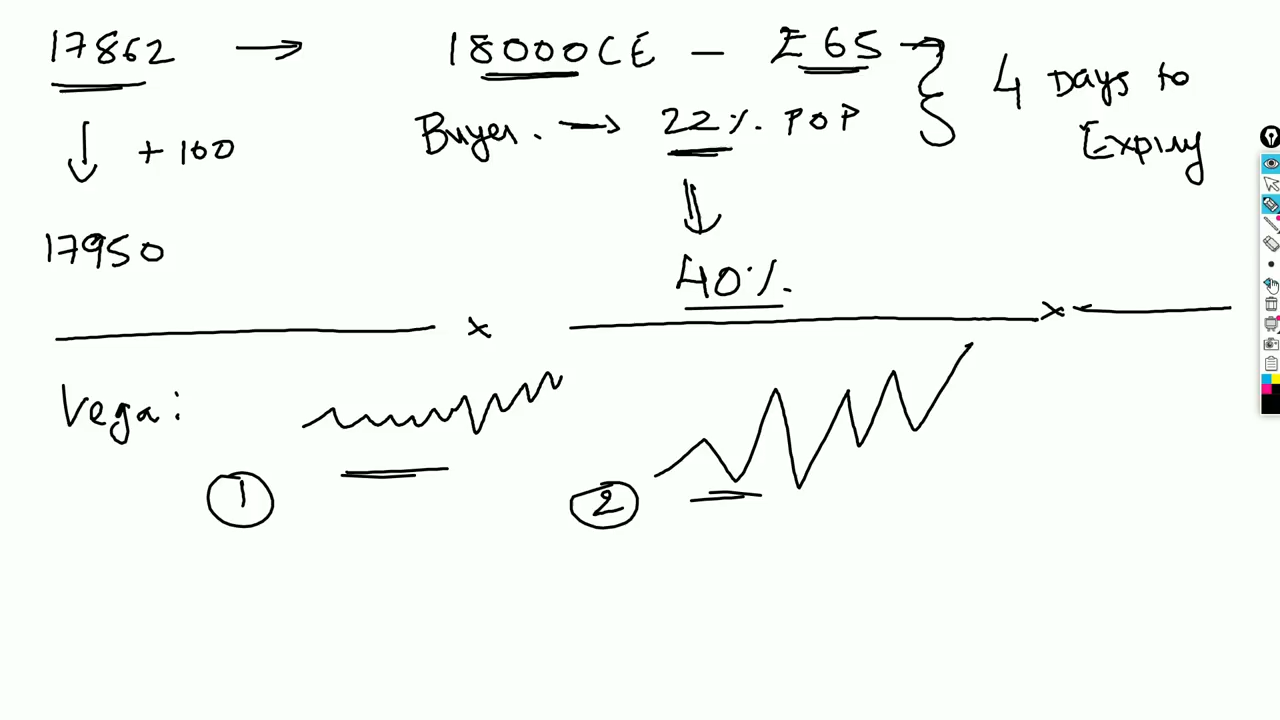 17862 → 18000CE - ₹65
4 Days to
Expiry
Buyer. → 22% POP
↓ +100
↓
17950
40%.
x x
Vega:
1 2